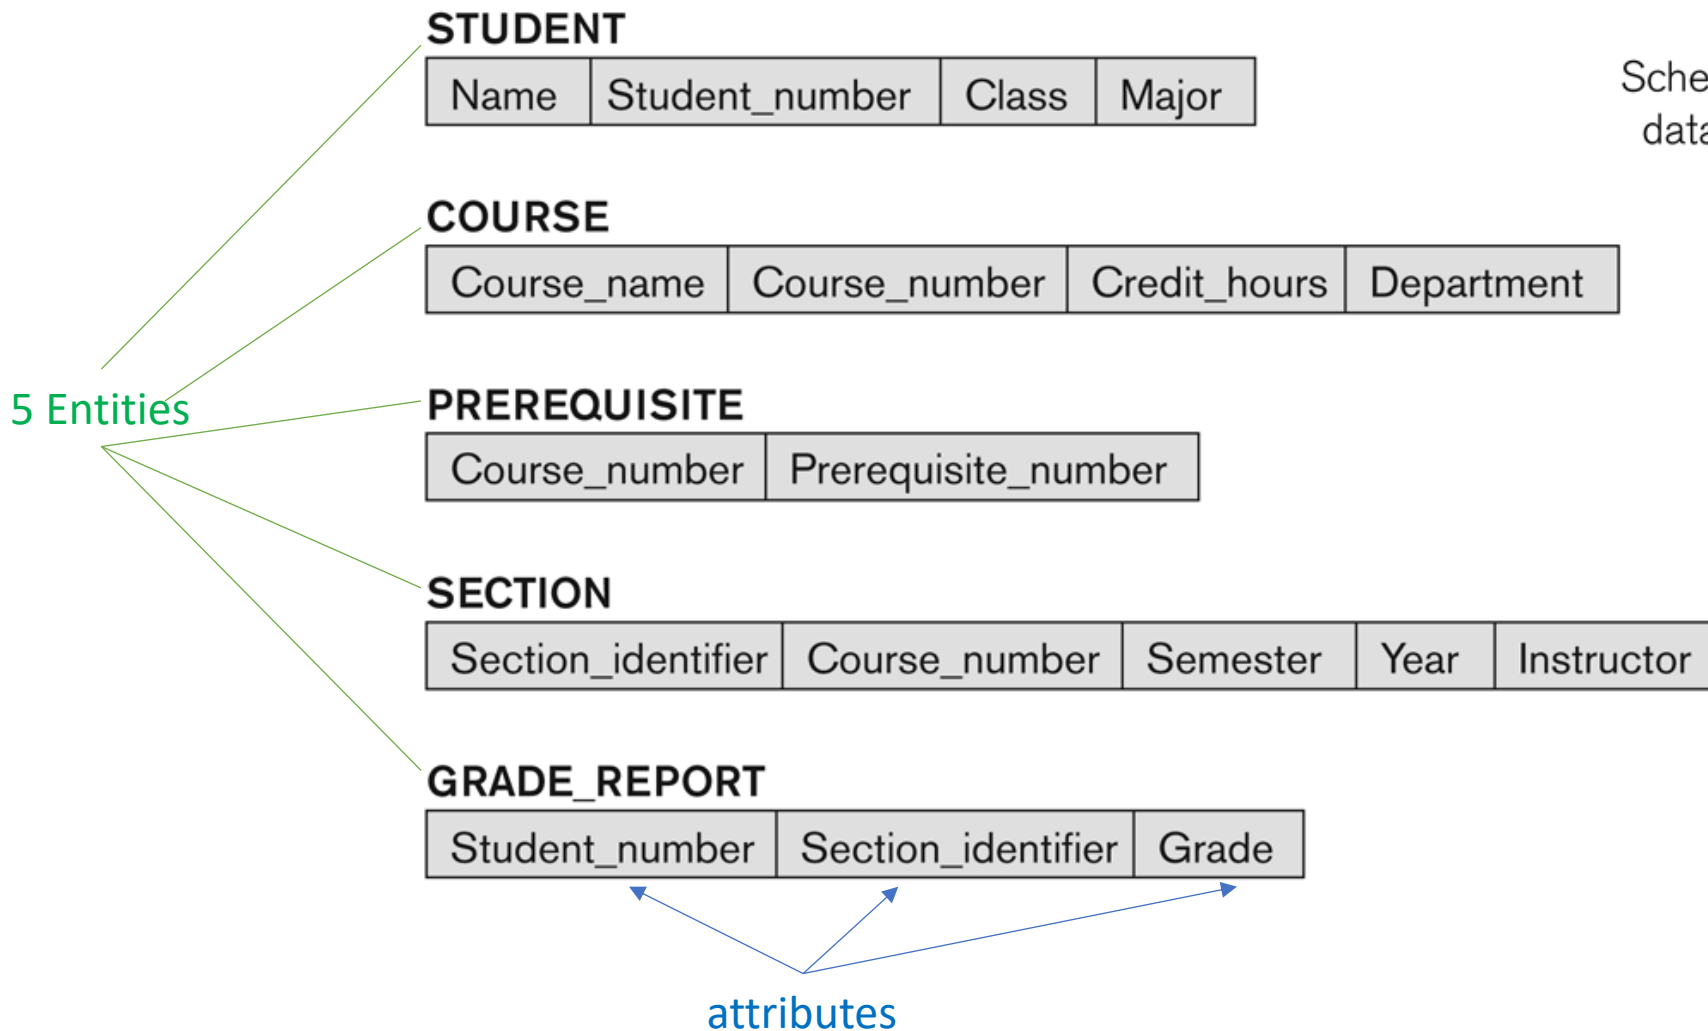 STUDENT
Name Student_number Class Major
COURSE
Course_name Course_number Credit_hours Department
5 Entities
PREREQUISITE
Course_number Prerequisite_number
SECTION
Section_identifier Course_number Semester Year Instructor
GRADE_REPORT
Student_number Section_identifier Grade
attributes